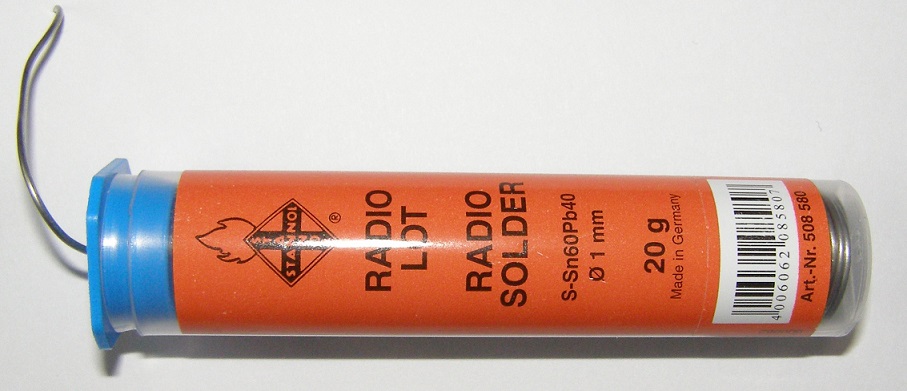 STANNOL
®
RADIO
LOT
RADIO
SOLDER
S-Sn60Pb40
Ø 1 mm
20 g
Made in Germany
4 006062 085807
Art.-Nr. 508 580